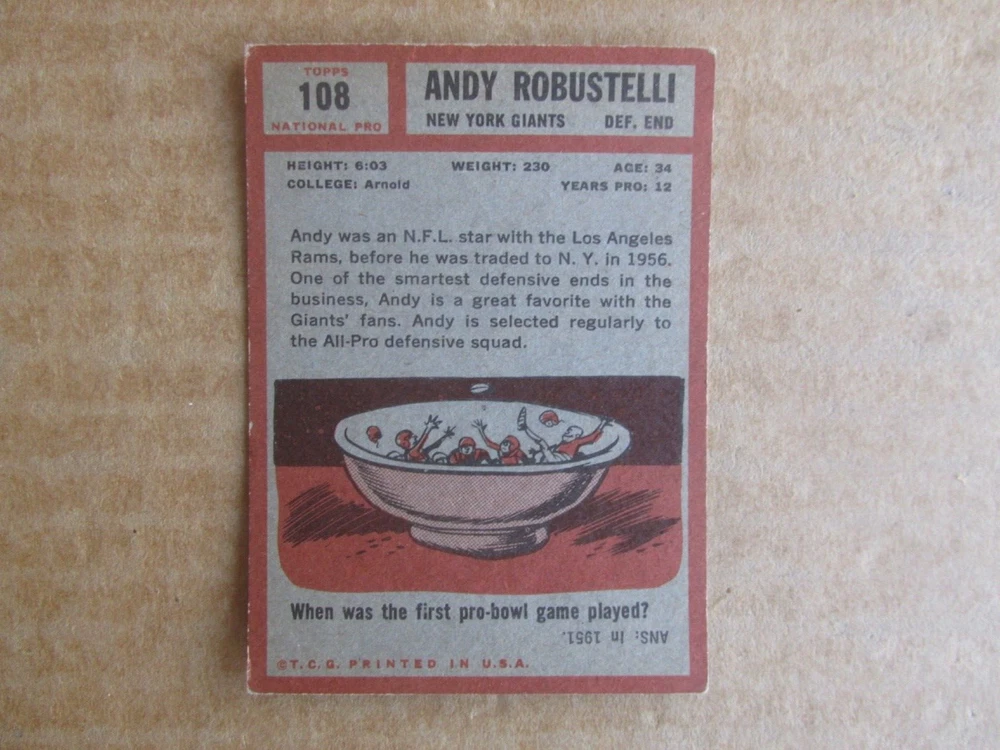 TOPPS
108
NATIONAL PRO
ANDY ROBUSTELLI
NEW YORK GIANTS DEF. END
HEIGHT: 6:03 WEIGHT: 230 AGE: 34
COLLEGE: Arnold YEARS PRO: 12
Andy was an N.F.L. star with the Los Angeles
Rams, before he was traded to N. Y. in 1956.
One of the smartest defensive ends in the
business, Andy is a great favorite with the
Giants' fans. Andy is selected regularly to
the All-Pro defensive squad.
When was the first pro-bowl game played?
ANS: In 1951.
©T.C.G. PRINTED IN U.S.A.